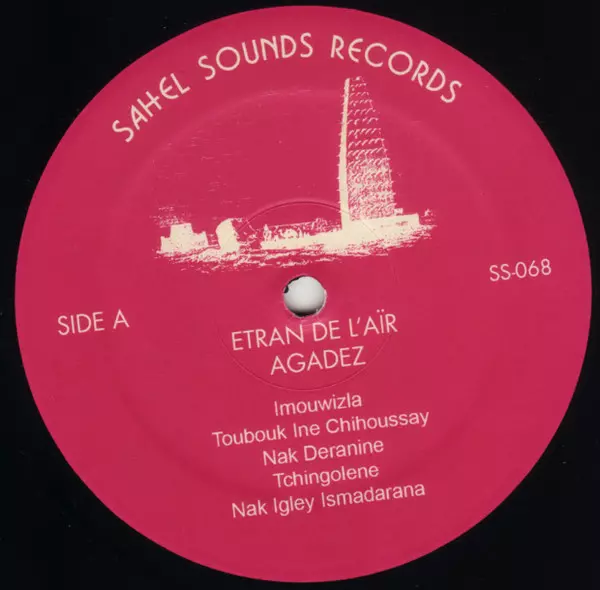 SAHEL SOUNDS RECORDS
SS-068
SIDE A
ETRAN DE L'AÏR
AGADEZ
Imouwizla
Toubouk Ine Chihoussay
Nak Deranine
Tchingolene
Nak Igley Ismadarana